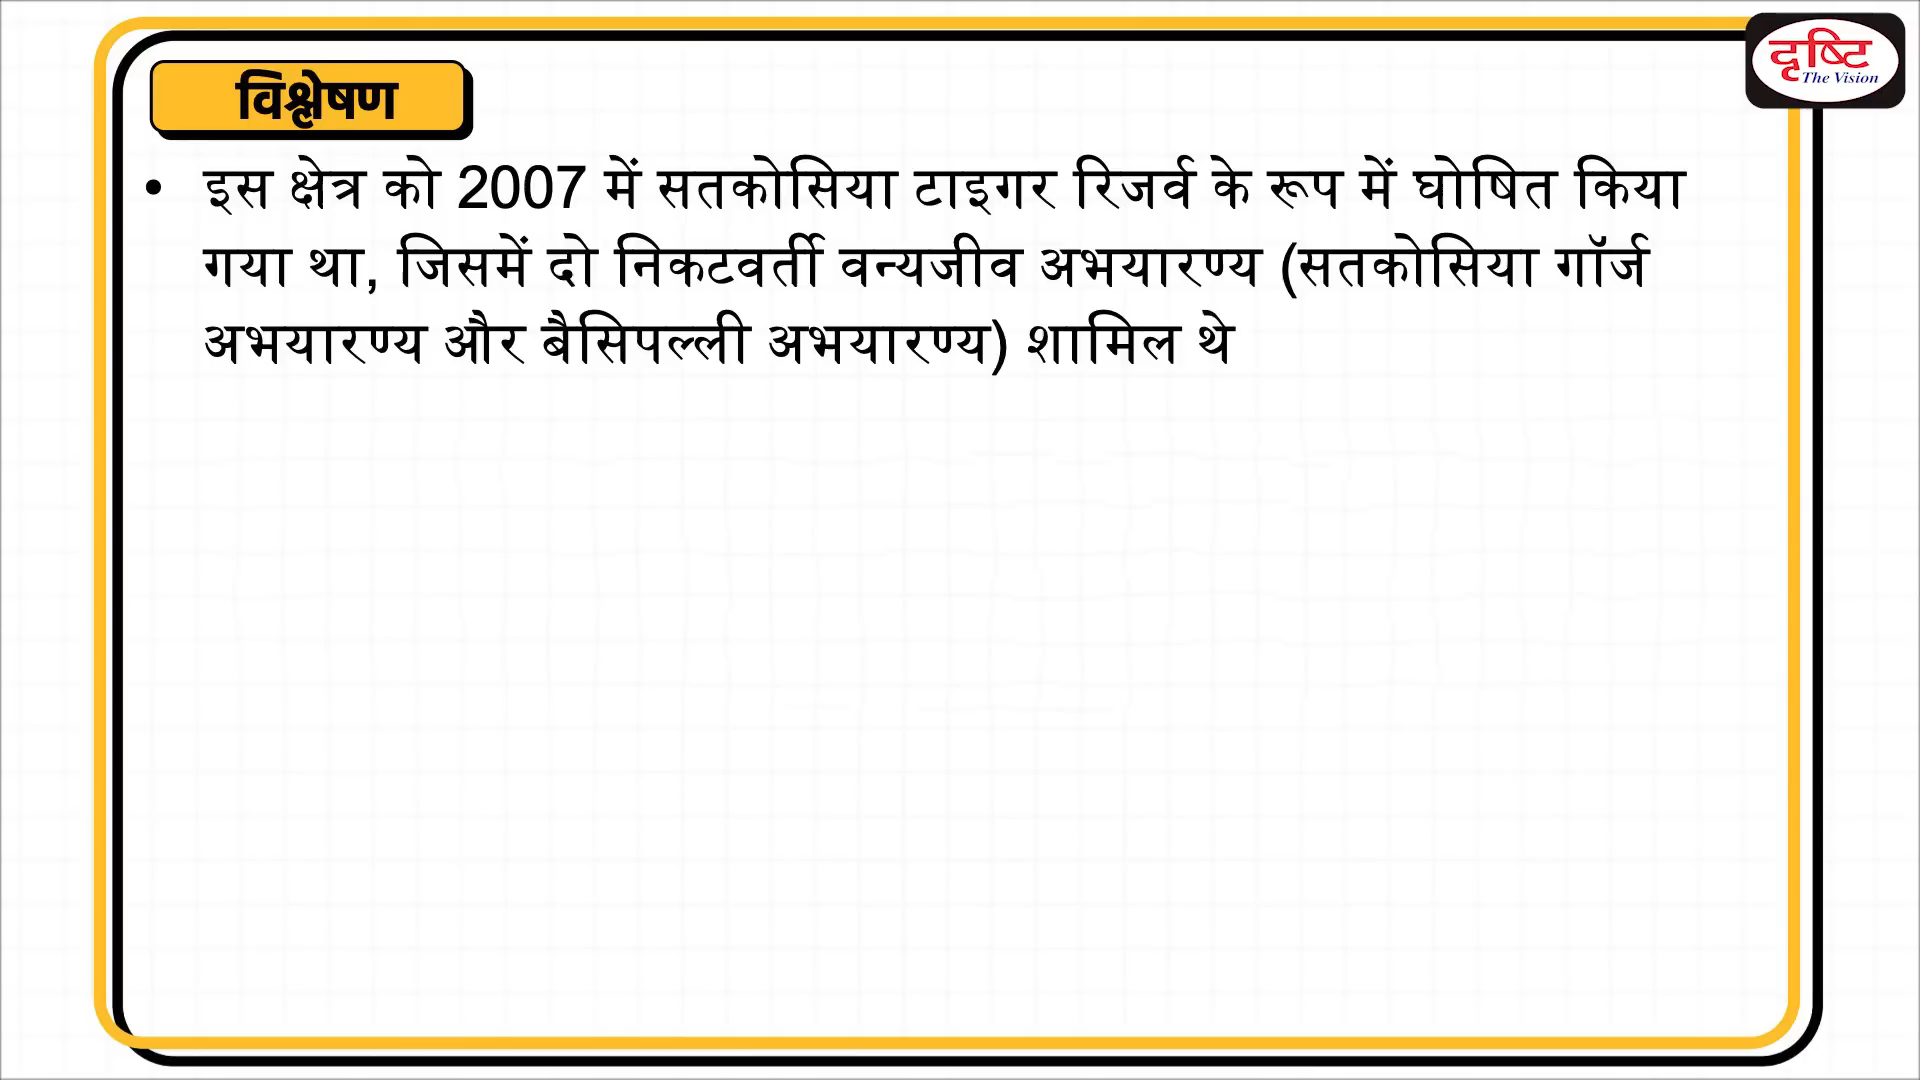 दृष्टि
The Vision
विश्लेषण
• इस क्षेत्र को 2007 में सतकोसिया टाइगर रिजर्व के रूप में घोषित किया
गया था, जिसमें दो निकटवर्ती वन्यजीव अभयारण्य (सतकोसिया गॉर्ज
अभयारण्य और बैसिपल्ली अभयारण्य) शामिल थे